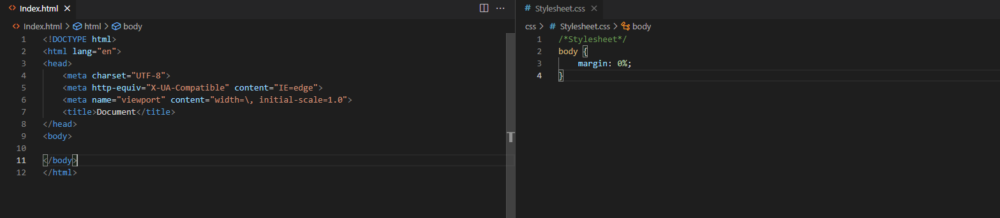 Index.html
Index.html > html > body
1 <!DOCTYPE html>
2 <html lang="en">
3 <head>
4     <meta charset="UTF-8">
5     <meta http-equiv="X-UA-Compatible" content="IE=edge">
6     <meta name="viewport" content="width=\, initial-scale=1.0">
7     <title>Document</title>
8 </head>
9 <body>
10
11 </body>
12 </html>
# Stylesheet.css
css > # Stylesheet.css > body
1 /*Stylesheet*/
2 body {
3     margin: 0%;
4 }